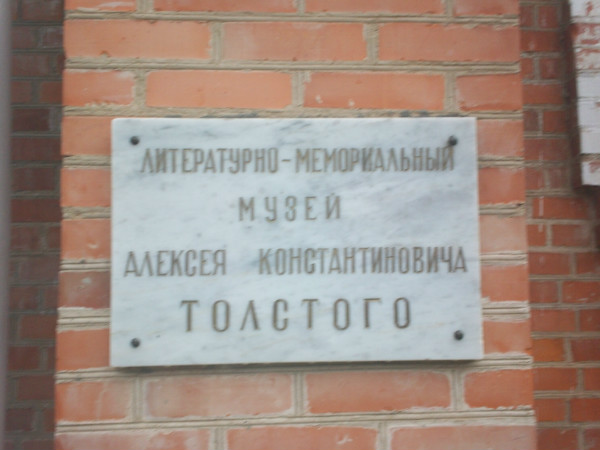 ЛИТЕРАТУРНО-МЕМОРИАЛЬНЫЙ
МУЗЕЙ
АЛЕКСЕЯ КОНСТАНТИНОВИЧА
ТОЛСТОГО